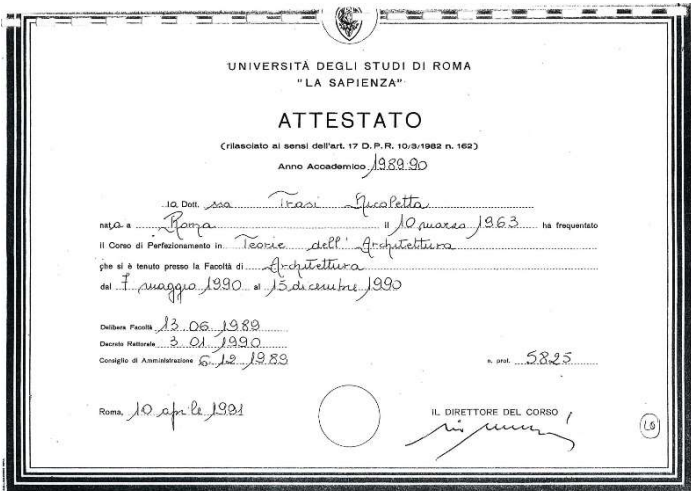 UNIVERSITÀ DEGLI STUDI DI ROMA
"LA SAPIENZA"
ATTESTATO
(rilasciato ai sensi dell'art. 17 D.P.R. 10/3/1982 n. 162)
Anno Accademico 1989.90
la Dott. ssa Trasi Nicoletta
nata a Roma il 10 marzo 1963 ha frequentato
il Corso di Perfezionamento in Teorie dell'Architettura
che si è tenuto presso la Facoltà di Architettura
dal 7 maggio 1990 al 15 dicembre 1990
Delibera Facoltà 13.06.1989
Decreto Rettorale 3.01.1990
Consiglio di Amministrazione 6.12.1989
n. prot. 5825
Roma, 10 aprile 1991
IL DIRETTORE DEL CORSO